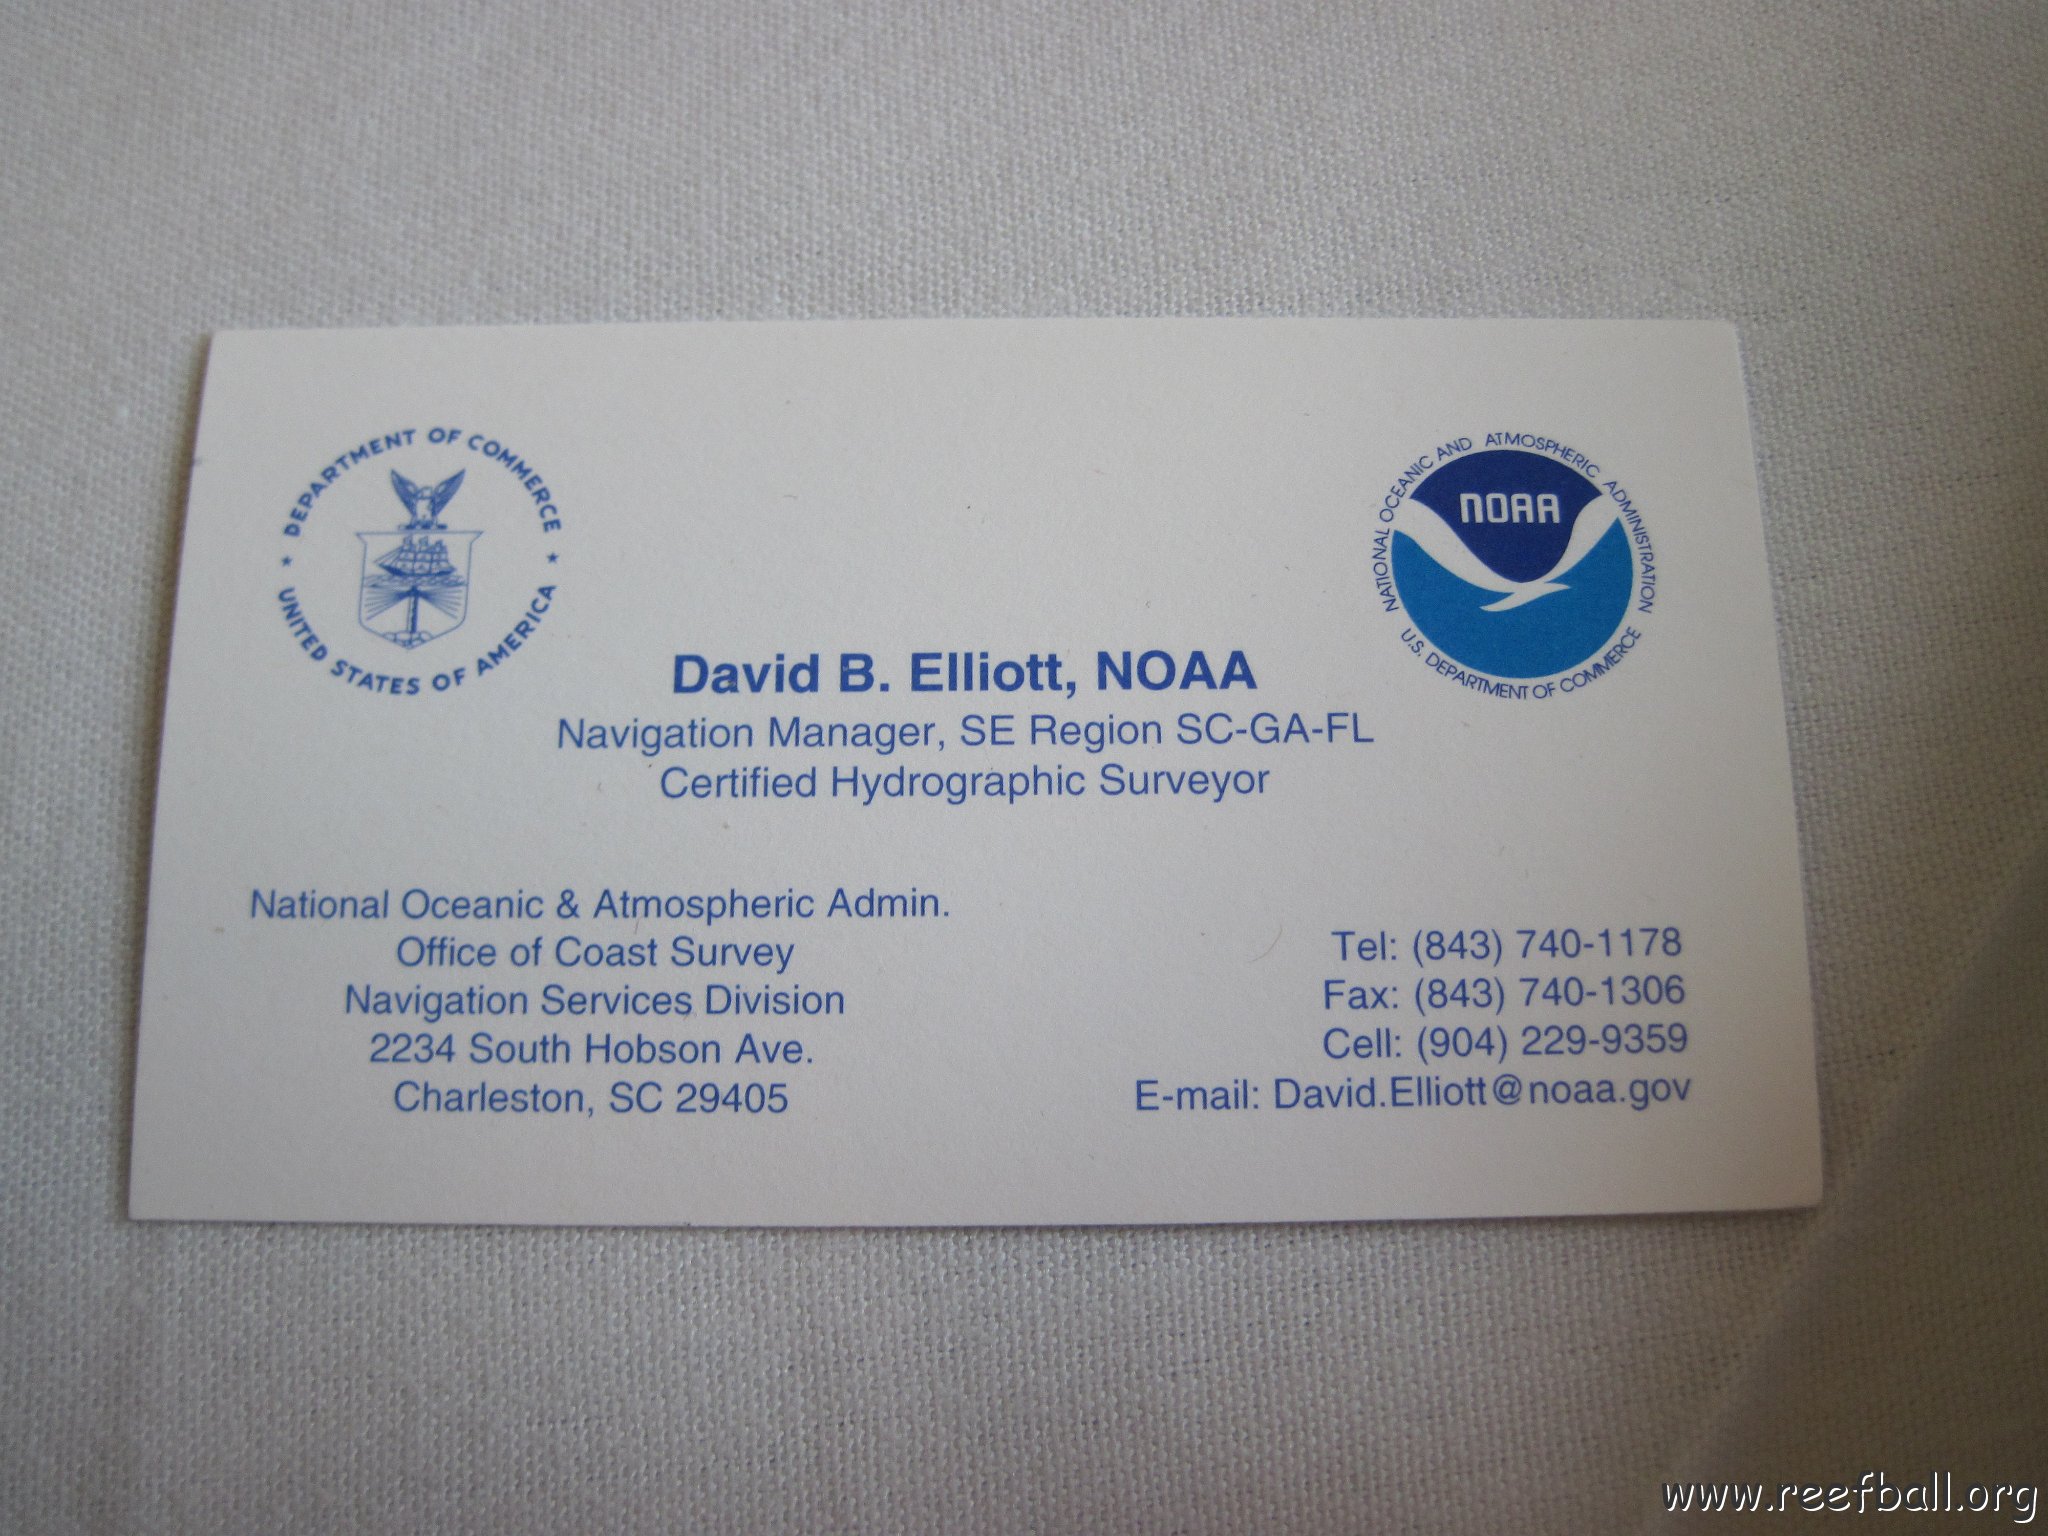 DEPARTMENT OF COMMERCE
★ UNITED STATES OF AMERICA ★
NATIONAL OCEANIC AND ATMOSPHERIC ADMINISTRATION
NOAA
U.S. DEPARTMENT OF COMMERCE
David B. Elliott, NOAA
Navigation Manager, SE Region SC-GA-FL
Certified Hydrographic Surveyor
National Oceanic & Atmospheric Admin.
Office of Coast Survey
Navigation Services Division
2234 South Hobson Ave.
Charleston, SC 29405
Tel: (843) 740-1178
Fax: (843) 740-1306
Cell: (904) 229-9359
E-mail: David.Elliott@noaa.gov
www.reefball.org